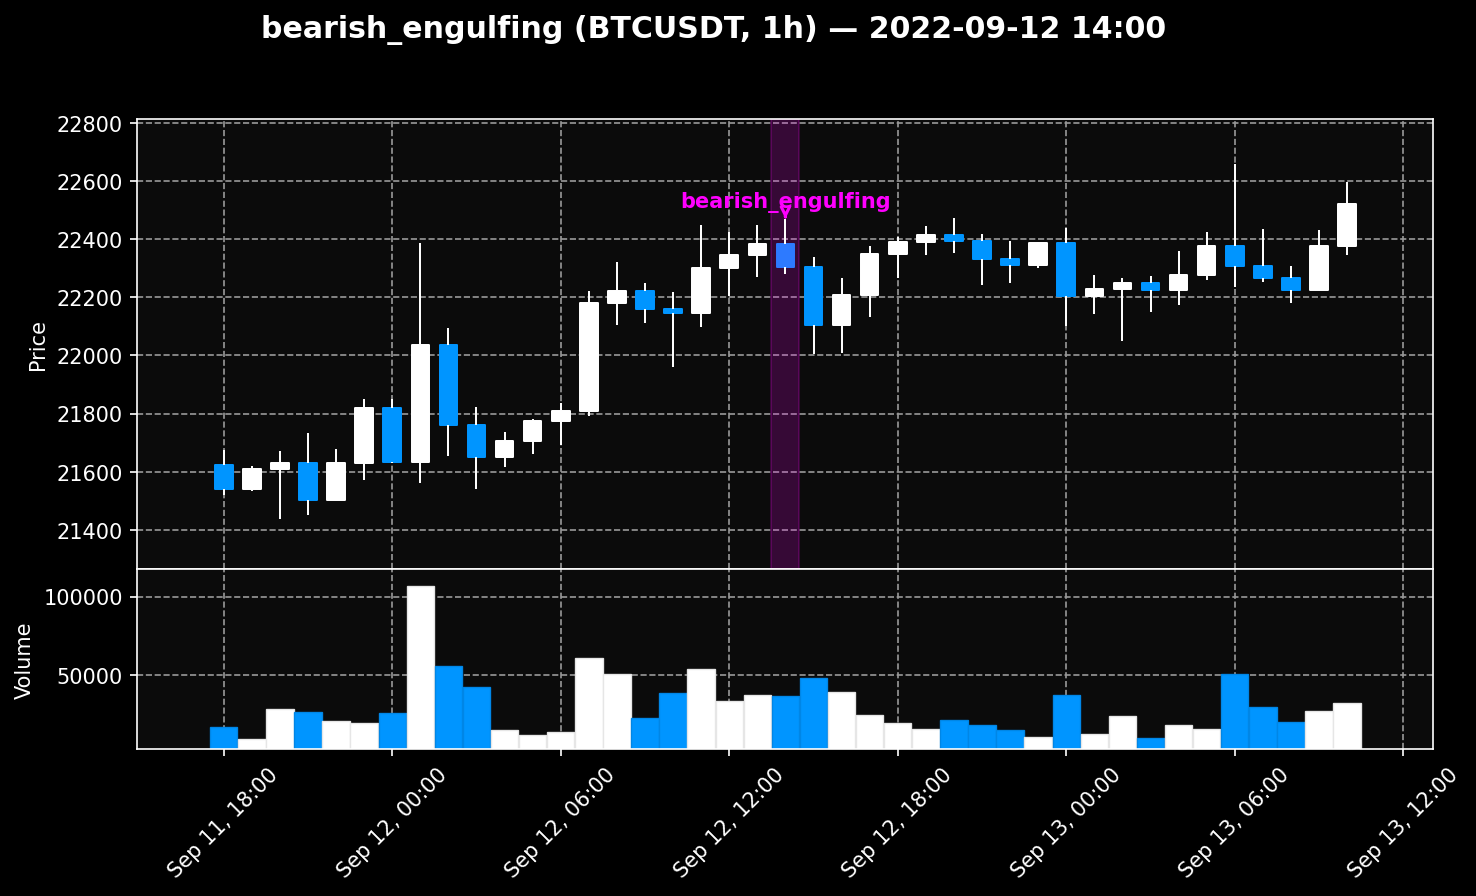 bearish_engulfing (BTCUSDT, 1h) — 2022-09-12 14:00
22800
22600
22400
22200
22000
21800
21600
21400
Price
bearish_engulfing
100000
50000
Volume
Sep 11, 18:00
Sep 12, 00:00
Sep 12, 06:00
Sep 12, 12:00
Sep 12, 18:00
Sep 13, 00:00
Sep 13, 06:00
Sep 13, 12:00